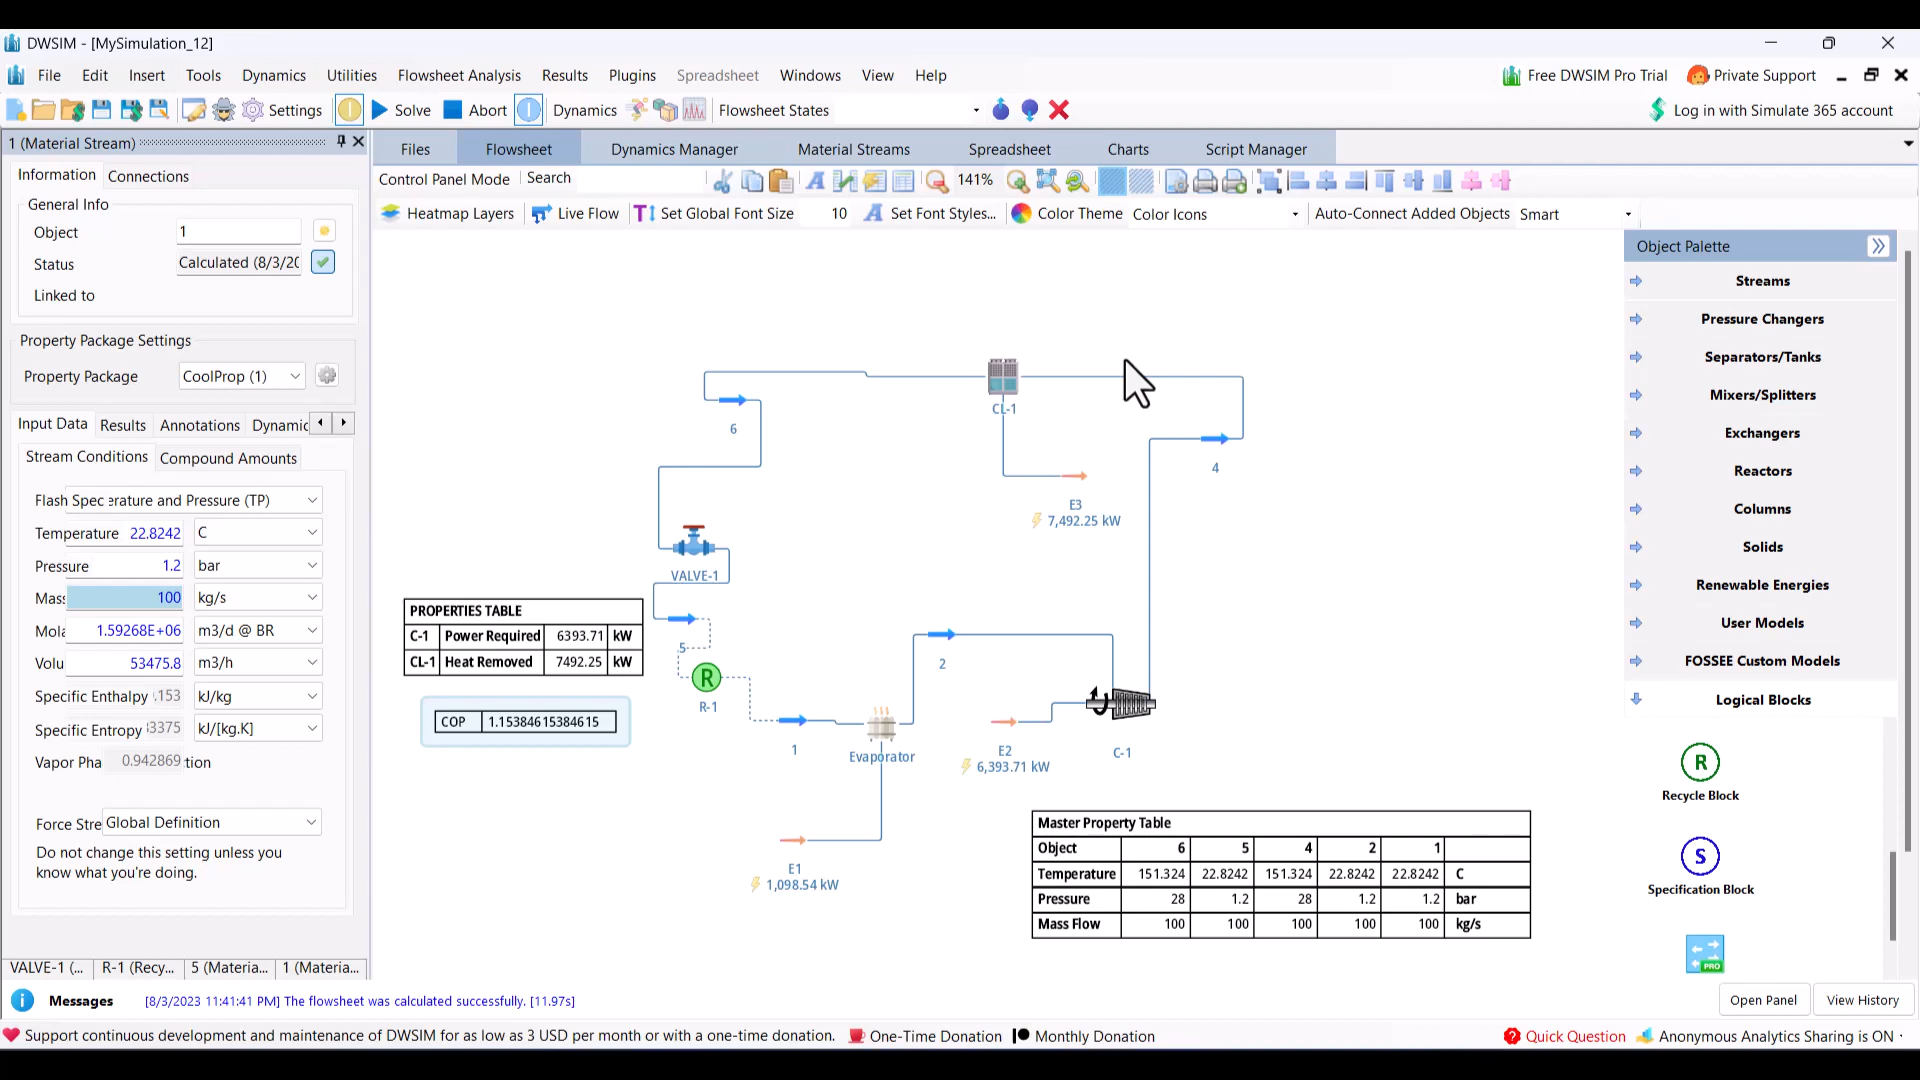 DWSIM - [MySimulation_12]
File Edit Insert Tools Dynamics Utilities Flowsheet Analysis Results Plugins Spreadsheet Windows View Help
Free DWSIM Pro Trial Private Support
Settings Solve Abort Dynamics Flowsheet States
Log in with Simulate 365 account
1 (Material Stream)
Files Flowsheet Dynamics Manager Material Streams Spreadsheet Charts Script Manager
Information Connections
Control Panel Mode Search 141%
General Info
Heatmap Layers Live Flow Set Global Font Size 10 Set Font Styles... Color Theme Color Icons Auto-Connect Added Objects Smart
Object 1
Status Calculated (8/3/20
Linked to
Property Package Settings
Property Package CoolProp (1)
Input Data Results Annotations Dynamic
Stream Conditions Compound Amounts
Flash Spec erature and Pressure (TP)
Temperature 22.8242 C
Pressure 1.2 bar
Mass 100 kg/s
Mola 1.59268E+06 m3/d @ BR
Volu 53475.8 m3/h
Specific Enthalpy .153 kJ/kg
Specific Entropy 3375 kJ/[kg.K]
Vapor Pha 0.942869 tion
Force Stre Global Definition
Do not change this setting unless you
know what you're doing.
VALVE-1 (... R-1 (Recy... 5 (Materia... 1 (Materia...
CL-1
6
4
E3
7,492.25 kW
VALVE-1
PROPERTIES TABLE
C-1 Power Required 6393.71 kW
CL-1 Heat Removed 7492.25 kW
5
R
R-1
2
COP 1.15384615384615
1
Evaporator
E2
6,393.71 kW
C-1
E1
1,098.54 kW
Master Property Table
Object 6 5 4 2 1
Temperature 151.324 22.8242 151.324 22.8242 22.8242 C
Pressure 28 1.2 28 1.2 1.2 bar
Mass Flow 100 100 100 100 100 kg/s
Object Palette
Streams
Pressure Changers
Separators/Tanks
Mixers/Splitters
Exchangers
Reactors
Columns
Solids
Renewable Energies
User Models
FOSSEE Custom Models
Logical Blocks
R
Recycle Block
S
Specification Block
PRO
Messages [8/3/2023 11:41:41 PM] The flowsheet was calculated successfully. [11.97s]
Open Panel View History
Support continuous development and maintenance of DWSIM for as low as 3 USD per month or with a one-time donation. One-Time Donation Monthly Donation
Quick Question Anonymous Analytics Sharing is ON